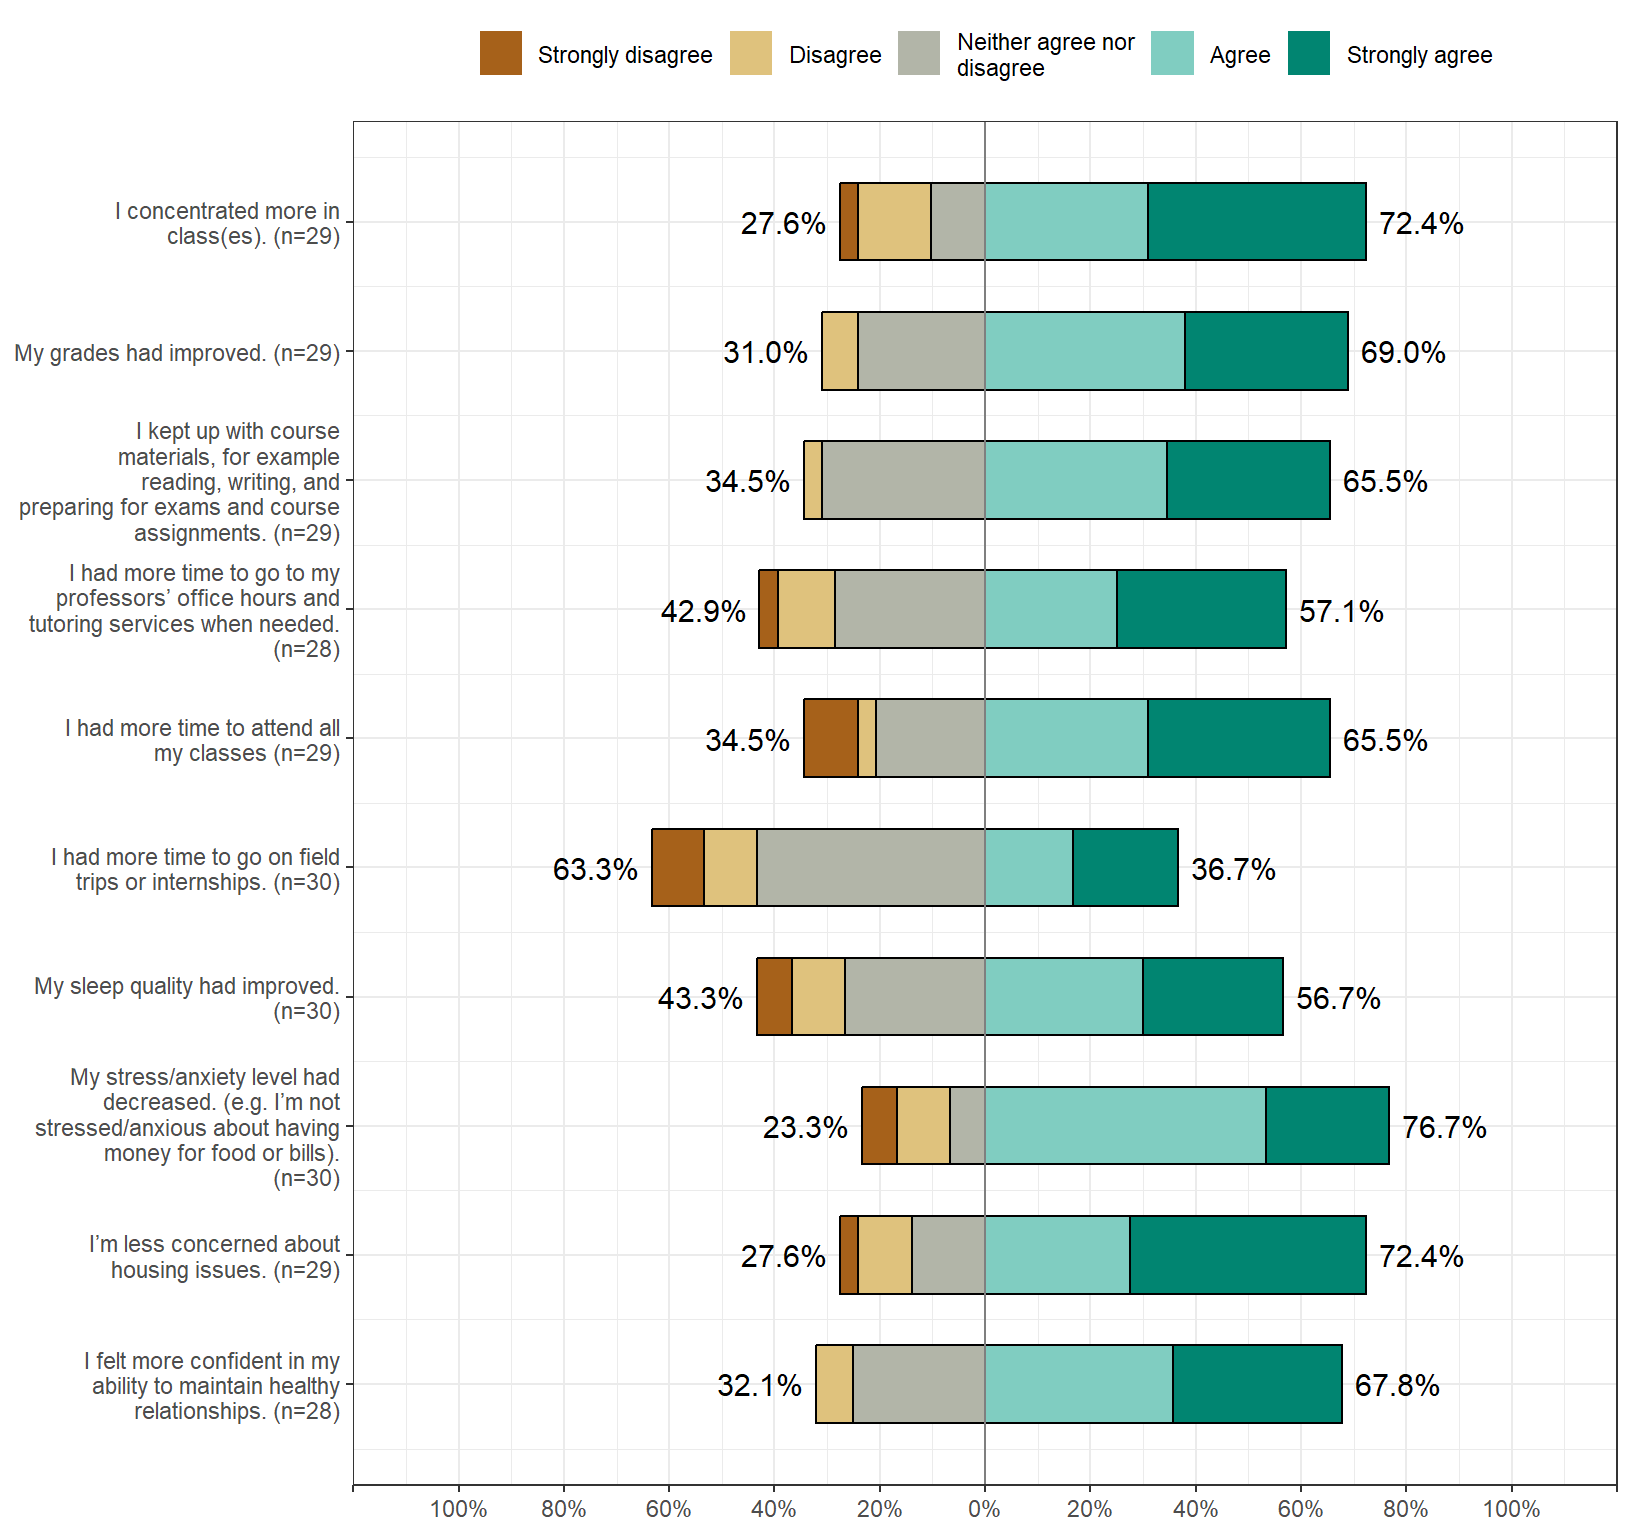 Strongly disagree
Disagree
Neither agree nor
disagree
Agree
Strongly agree
I concentrated more in
class(es). (n=29)
27.6%
72.4%
My grades had improved. (n=29)
31.0%
69.0%
I kept up with course
materials, for example
reading, writing, and
preparing for exams and course
assignments. (n=29)
34.5%
65.5%
I had more time to go to my
professors’ office hours and
tutoring services when needed.
(n=28)
42.9%
57.1%
I had more time to attend all
my classes (n=29)
34.5%
65.5%
I had more time to go on field
trips or internships. (n=30)
63.3%
36.7%
My sleep quality had improved.
(n=30)
43.3%
56.7%
My stress/anxiety level had
decreased. (e.g. I’m not
stressed/anxious about having
money for food or bills).
(n=30)
23.3%
76.7%
I’m less concerned about
housing issues. (n=29)
27.6%
72.4%
I felt more confident in my
ability to maintain healthy
relationships. (n=28)
32.1%
67.8%
100% 80% 60% 40% 20% 0% 20% 40% 60% 80% 100%